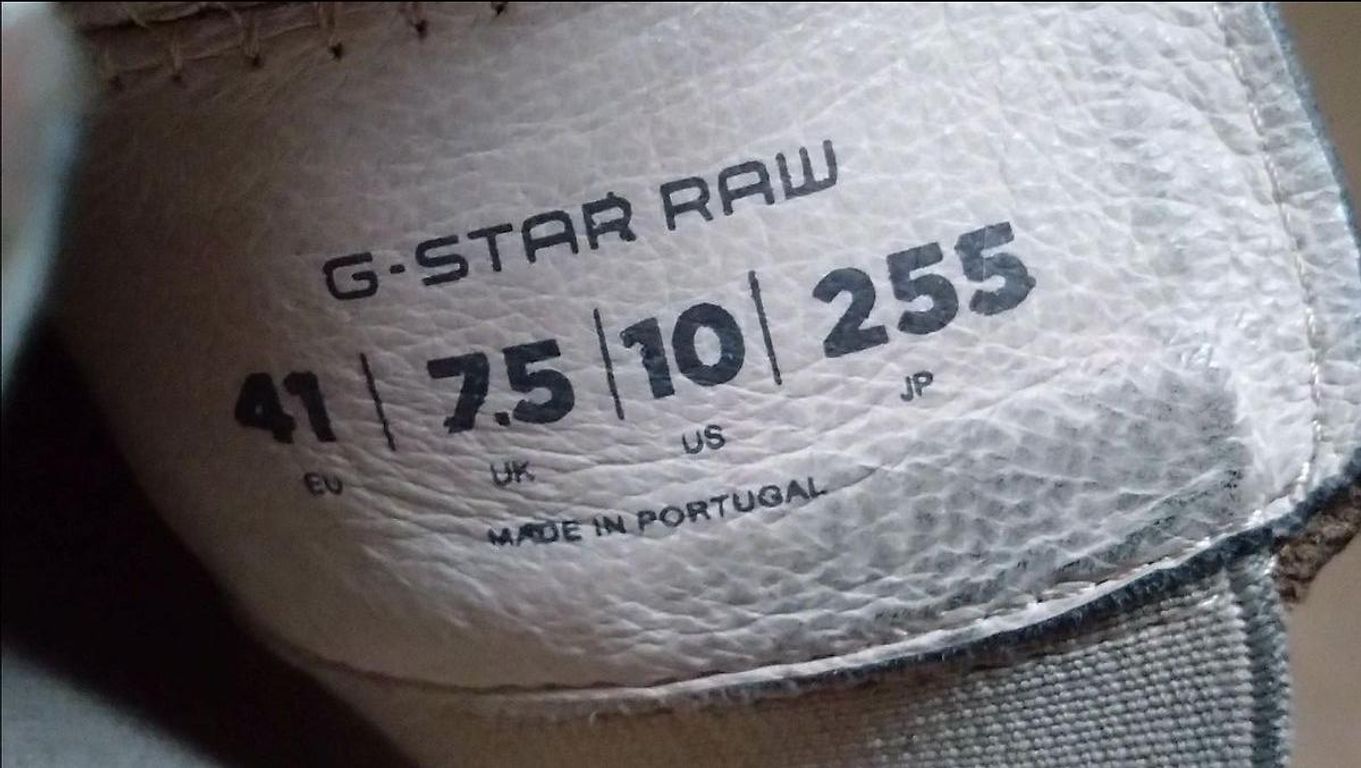 G-STAR RAW
41 | 7.5 | 10 | 255
EU UK US JP
MADE IN PORTUGAL